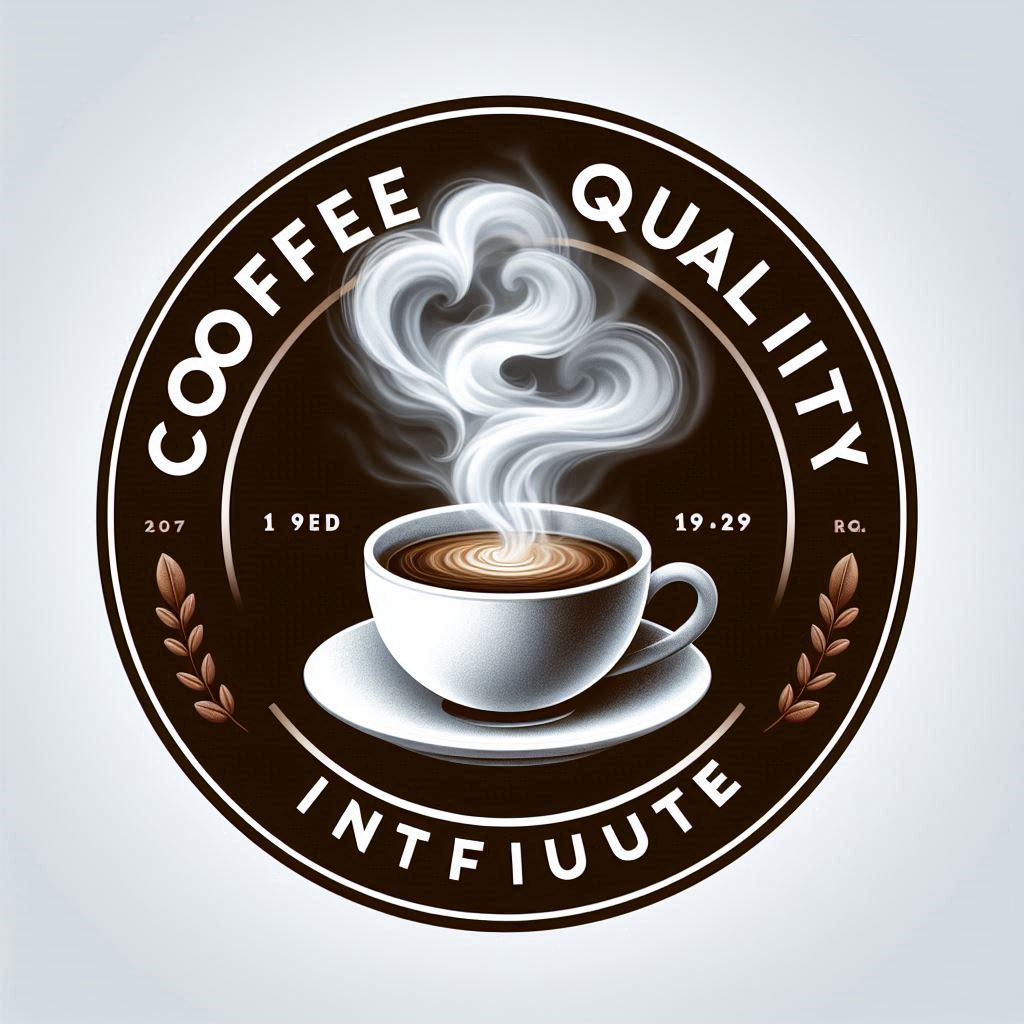 COOFFEE QUALIITY
207 1 9ED 19.29 RQ.
INTFIUUTE